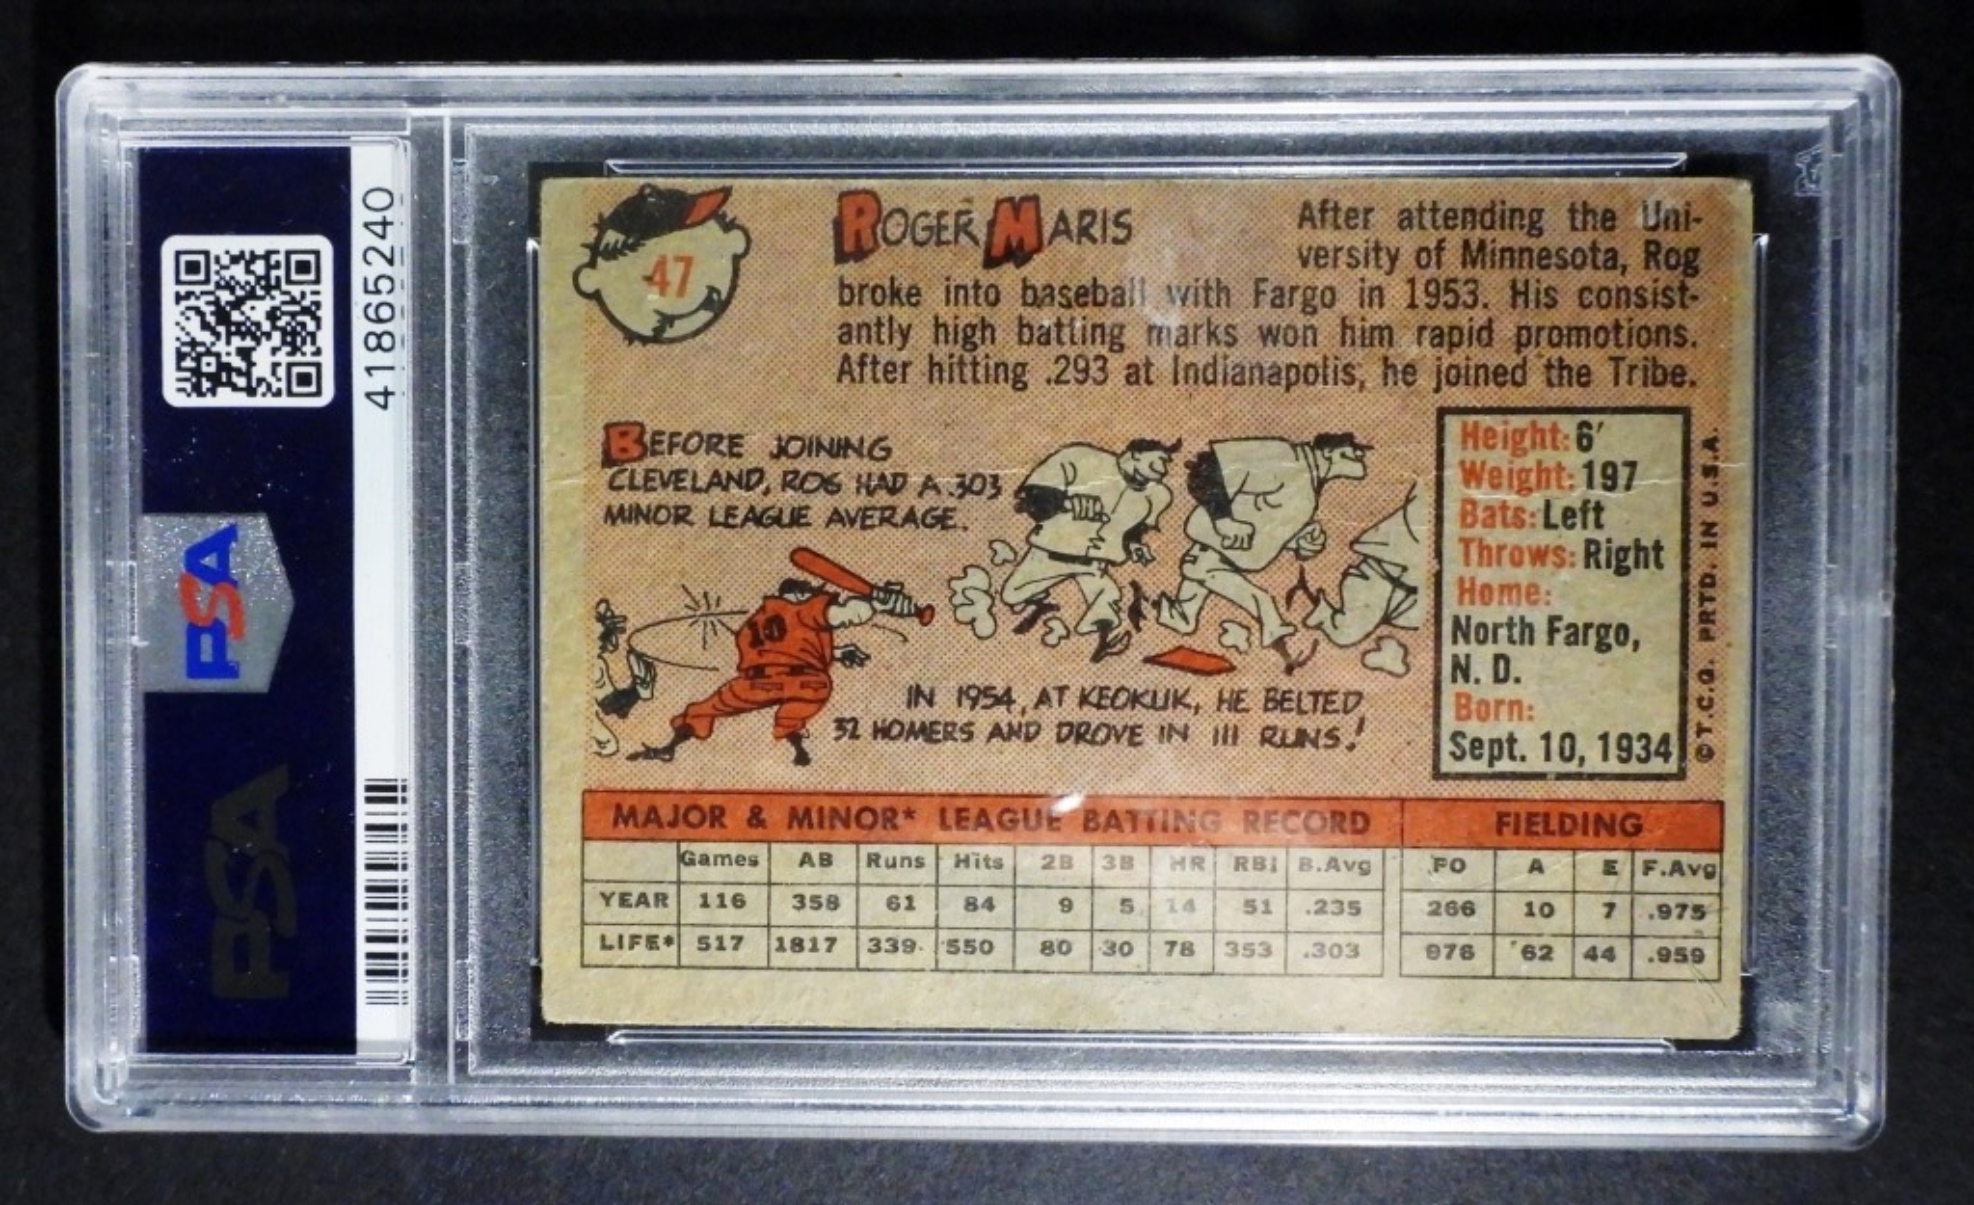 41865240
PSA
PSA
47
ROGER MARIS
After attending the Uni-
versity of Minnesota, Rog
broke into baseball with Fargo in 1953. His consist-
antly high batting marks won him rapid promotions.
After hitting .293 at Indianapolis, he joined the Tribe.
BEFORE JOINING
CLEVELAND, ROG HAD A .303
MINOR LEAGUE AVERAGE.
10
IN 1954, AT KEOKUK, HE BELTED
32 HOMERS AND DROVE IN 111 RUNS!
Height: 6'
Weight: 197
Bats: Left
Throws: Right
Home:
North Fargo,
N. D.
Born:
Sept. 10, 1934
©T.C.G. PRTD. IN U.S.A.
MAJOR & MINOR* LEAGUE BATTING RECORD FIELDING
Games AB Runs Hits 2B 3B HR RBI B.Avg PO A E F.Avg
YEAR 116 358 61 84 9 5 14 51 .235 266 10 7 .975
LIFE* 517 1817 339 550 80 30 78 353 .303 976 62 44 .959